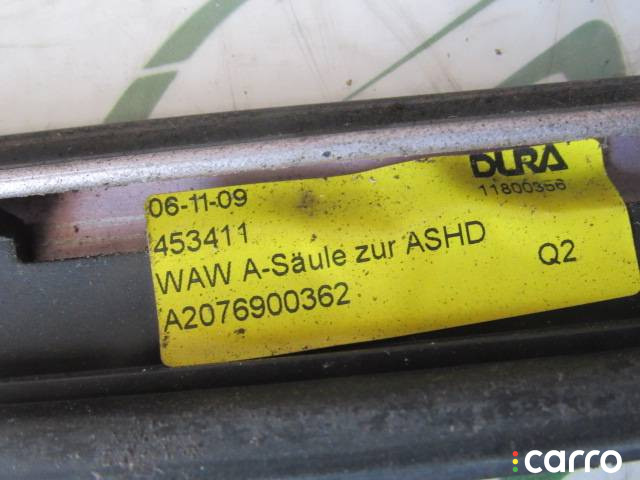 DURA
11800356
06-11-09
453411
WAW A-Säule zur ASHD
Q2
A2076900362
carro